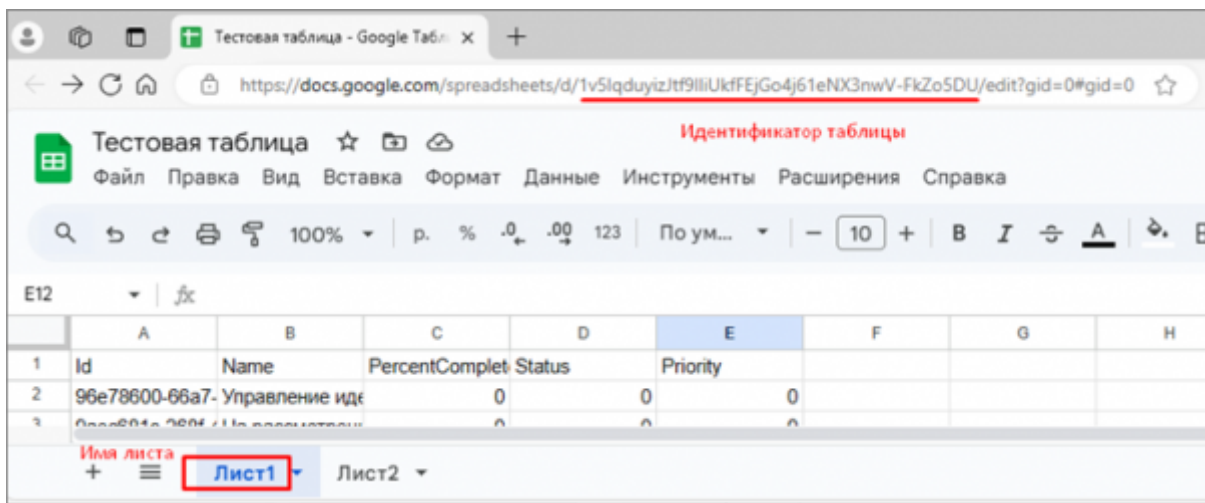 Тестовая таблица - Google Табл
https://docs.google.com/spreadsheets/d/1v5IqduyizJtf9IIiUkfFEjGo4j61eNX3nwV-FkZo5DU/edit?gid=0#gid=0
Тестовая таблица
Идентификатор таблицы
Файл Правка Вид Вставка Формат Данные Инструменты Расширения Справка
100% р. % .0 .00 123 По ум... − 10 + B I A
E12 fx
A B C D E F G H
1 Id Name PercentComplet Status Priority
2 96e78600-66a7- Управление иде 0 0 0
3
Имя листа
+ Лист1 Лист2